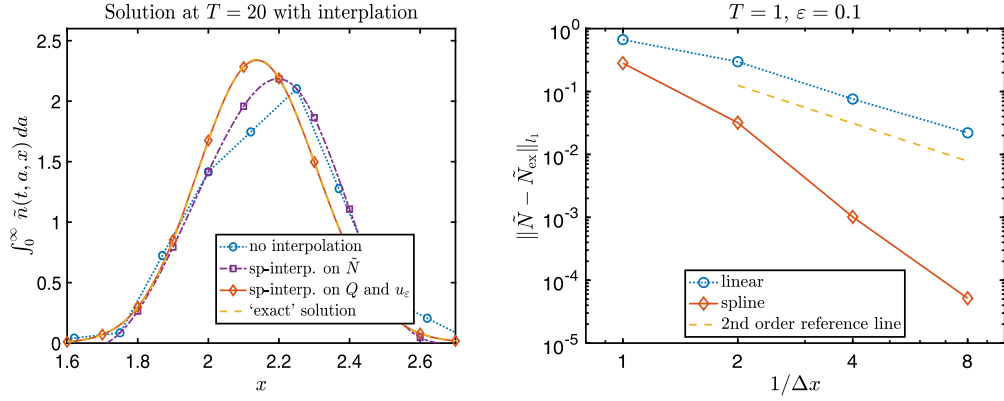 Solution at T = 20 with interplation
2.5
2
1.5
1
0.5
0
∫₀^∞ ñ(t, a, x) da
no interpolation
sp-interp. on Ñ
sp-interp. on Q and u_ε
'exact' solution
1.6 1.8 2 2.2 2.4 2.6
x
T = 1, ε = 0.1
10^0
10^-1
10^-2
10^-3
10^-4
10^-5
‖Ñ − Ñ_ex‖_{l_1}
linear
spline
2nd order reference line
1 2 4 8
1/Δx